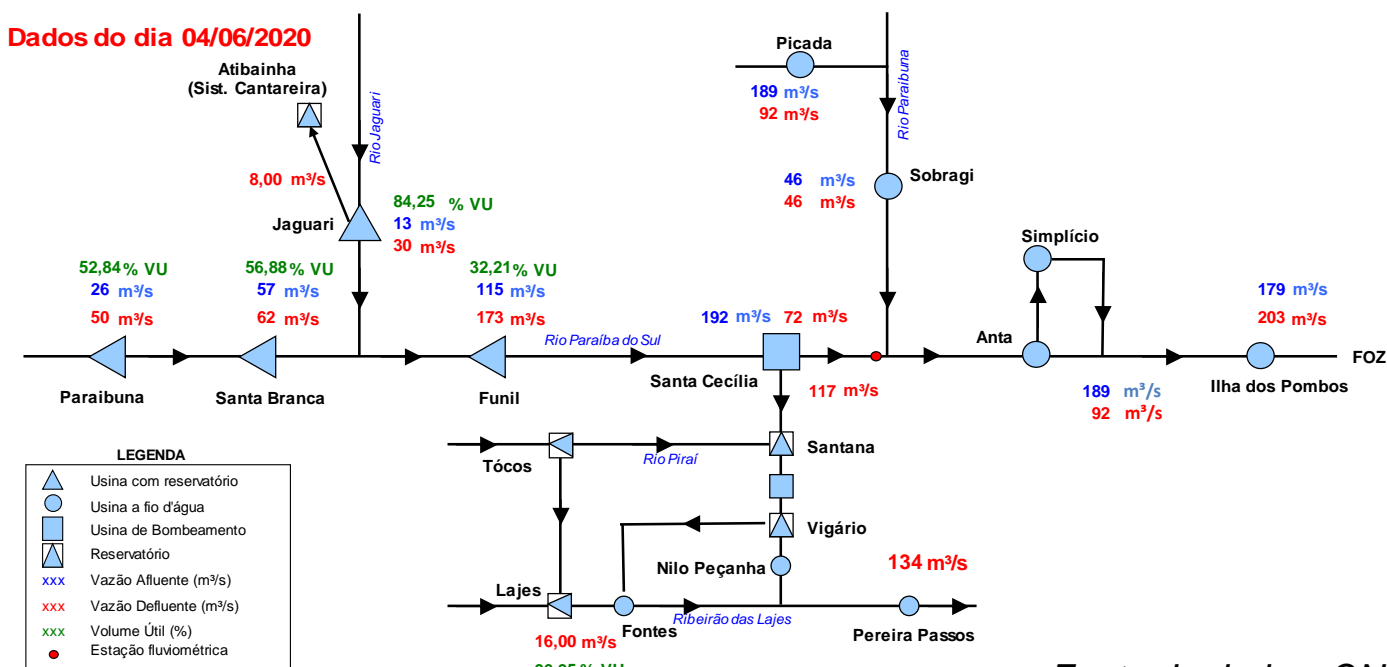 Dados do dia 04/06/2020
Picada
189 m³/s
92 m³/s
Rio Paraibuna
Atibainha
(Sist. Cantareira)
Rio Jaguari
8,00 m³/s
84,25 % VU
13 m³/s
30 m³/s
Jaguari
46 m³/s
46 m³/s
Sobragi
Simplício
52,84% VU
26 m³/s
50 m³/s
Paraibuna
56,88% VU
57 m³/s
62 m³/s
Santa Branca
32,21% VU
115 m³/s
173 m³/s
Funil
Rio Paraíba do Sul
192 m³/s 72 m³/s
Santa Cecília
117 m³/s
Anta
189 m³/s
92 m³/s
179 m³/s
203 m³/s
Ilha dos Pombos
FOZ
Tócos
Rio Piraí
Santana
Vigário
Nilo Peçanha
134 m³/s
Lajes
Fontes
Ribeirão das Lajes
Pereira Passos
16,00 m³/s
LEGENDA
Usina com reservatório
Usina a fio d'água
Usina de Bombeamento
Reservatório
xxx Vazão Afluente (m³/s)
xxx Vazão Defluente (m³/s)
xxx Volume Útil (%)
Estação fluviométrica